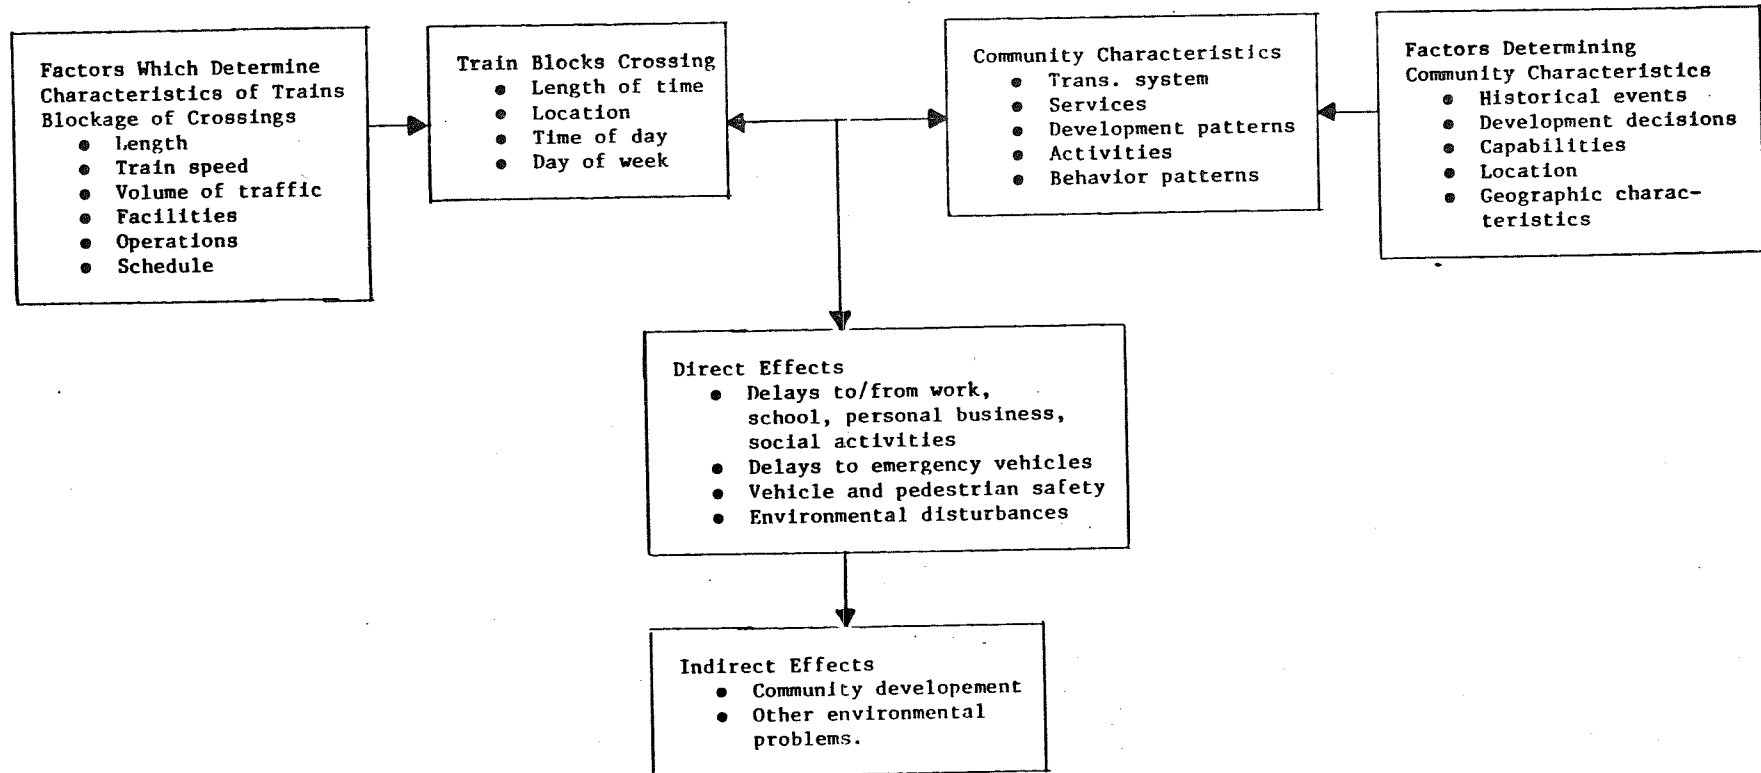 Factors Which Determine
Characteristics of Trains
Blockage of Crossings
● Length
● Train speed
● Volume of traffic
● Facilities
● Operations
● Schedule
Train Blocks Crossing
● Length of time
● Location
● Time of day
● Day of week
Community Characteristics
● Trans. system
● Services
● Development patterns
● Activities
● Behavior patterns
Factors Determining
Community Characteristics
● Historical events
● Development decisions
● Capabilities
● Location
● Geographic charac-
teristics
Direct Effects
● Delays to/from work,
school, personal business,
social activities
● Delays to emergency vehicles
● Vehicle and pedestrian safety
● Environmental disturbances
Indirect Effects
● Community developement
● Other environmental
problems.